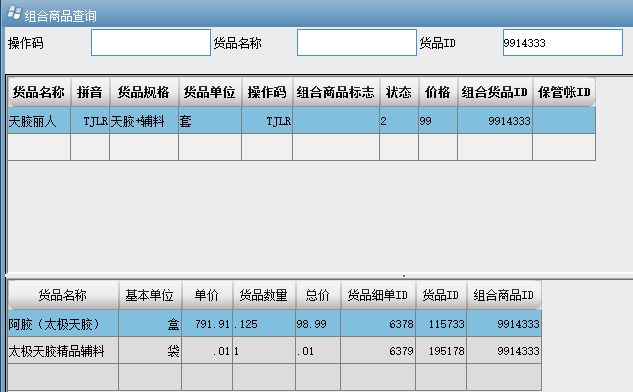 组合商品查询
操作码 货品名称 货品ID 9914333
货品名称 拼音 货品规格 货品单位 操作码 组合商品标志 状态 价格 组合货品ID 保管帐ID
天胶丽人 TJLR 天胶+辅料 套 TJLR 2 99 9914333
货品名称 基本单位 单价 货品数量 总价 货品细单ID 货品ID 组合商品ID
阿胶（太极天胶） 盒 791.91 .125 98.99 6378 115733 9914333
太极天胶精品辅料 袋 .01 1 .01 6379 195178 9914333